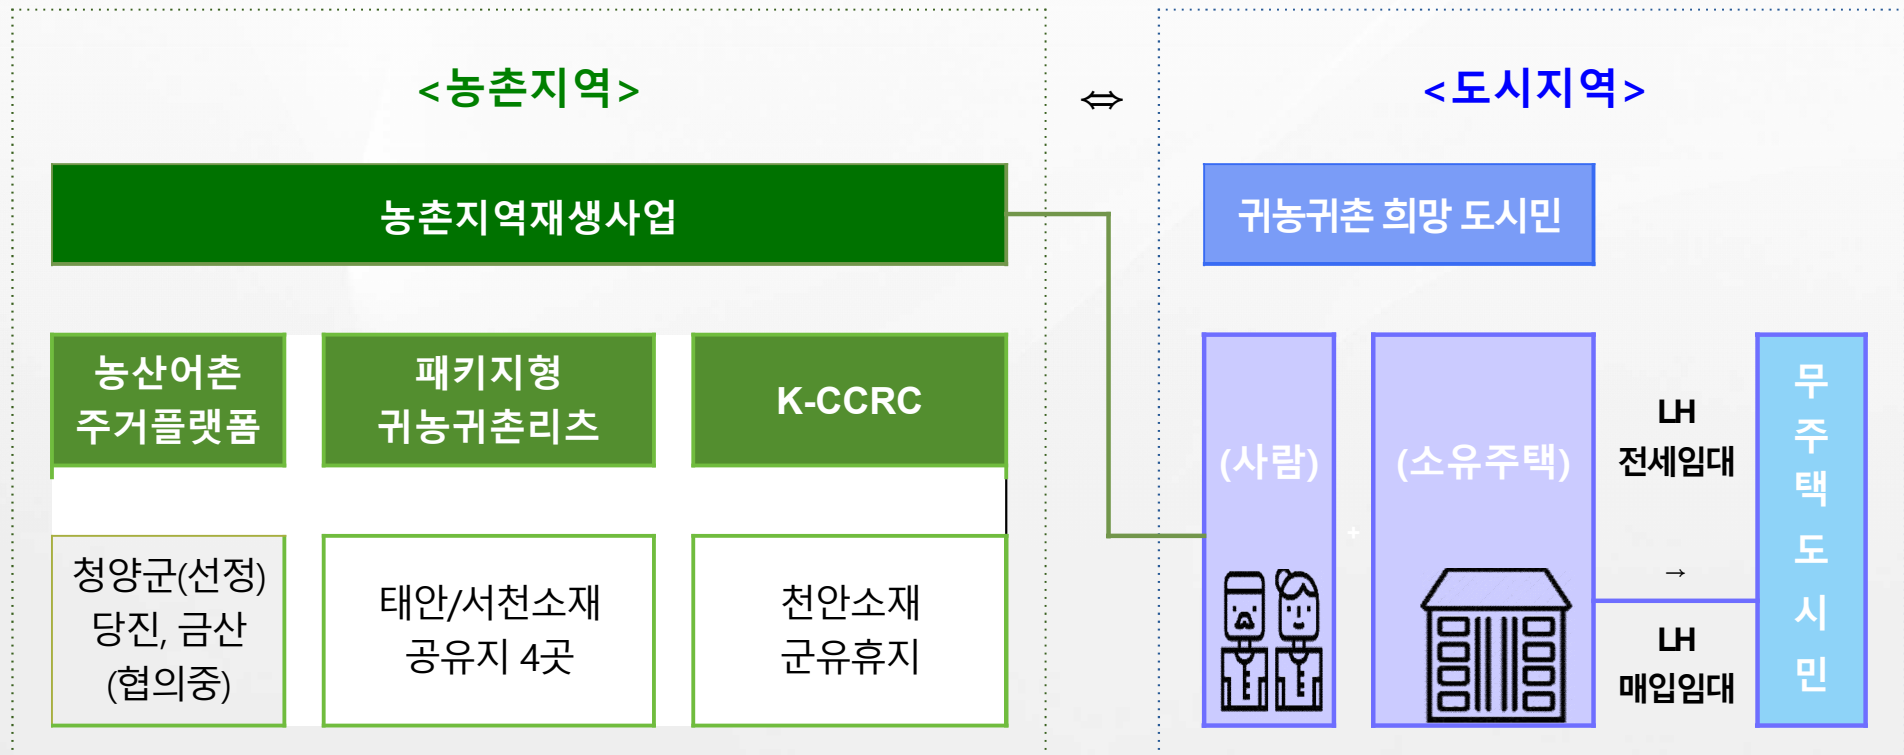 <농촌지역>
⇔
<도시지역>
농촌지역재생사업
귀농귀촌 희망 도시민
농산어촌
주거플랫폼
패키지형
귀농귀촌리츠
K-CCRC
청양군(선정)
당진, 금산
(협의중)
태안/서천소재
공유지 4곳
천안소재
군유휴지
(사람)
+
(소유주택)
LH
전세임대
→
LH
매입임대
무
주
택
도
시
민